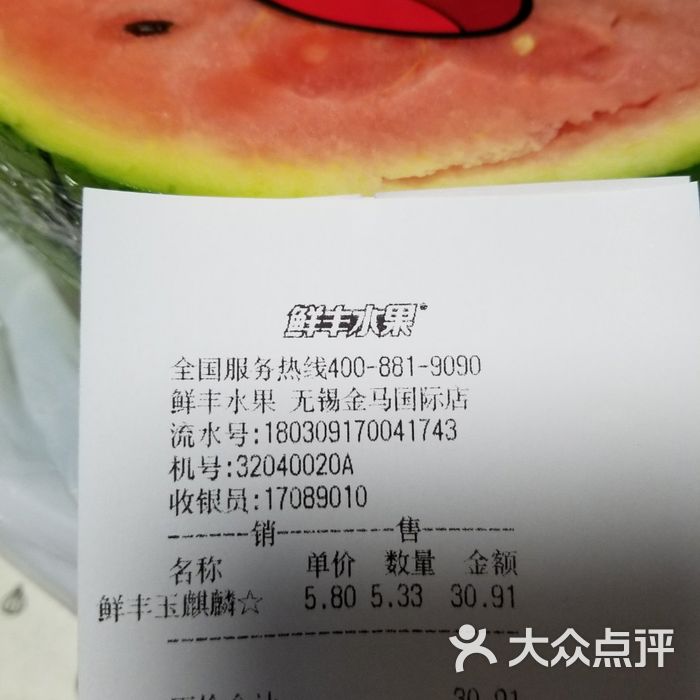 鲜丰水果
全国服务热线400-881-9090
鲜丰水果 无锡金马国际店
流水号:180309170041743
机号:32040020A
收银员:17089010
销 售
名称 单价 数量 金额
鲜丰玉麒麟☆ 5.80 5.33 30.91
30.91
大众点评